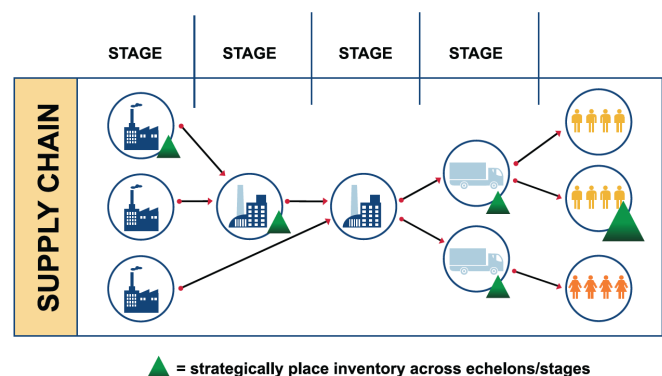 STAGE
STAGE
STAGE
STAGE
SUPPLY CHAIN
= strategically place inventory across echelons/stages